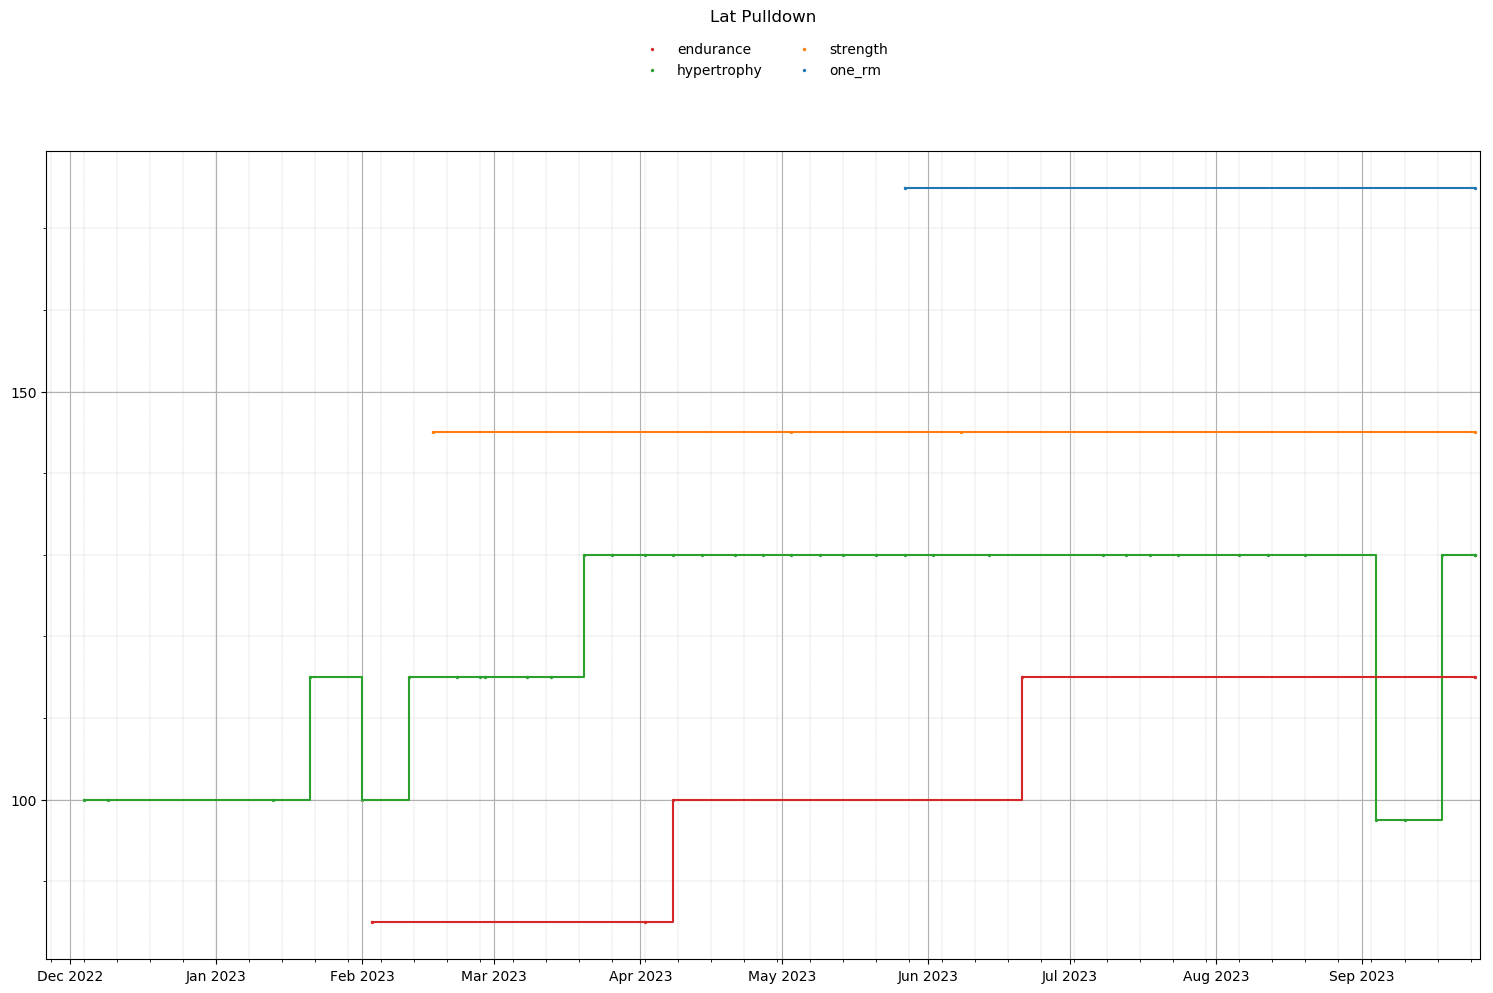 Lat Pulldown
endurance strength
hypertrophy one_rm
150
100
Dec 2022 Jan 2023 Feb 2023 Mar 2023 Apr 2023 May 2023 Jun 2023 Jul 2023 Aug 2023 Sep 2023